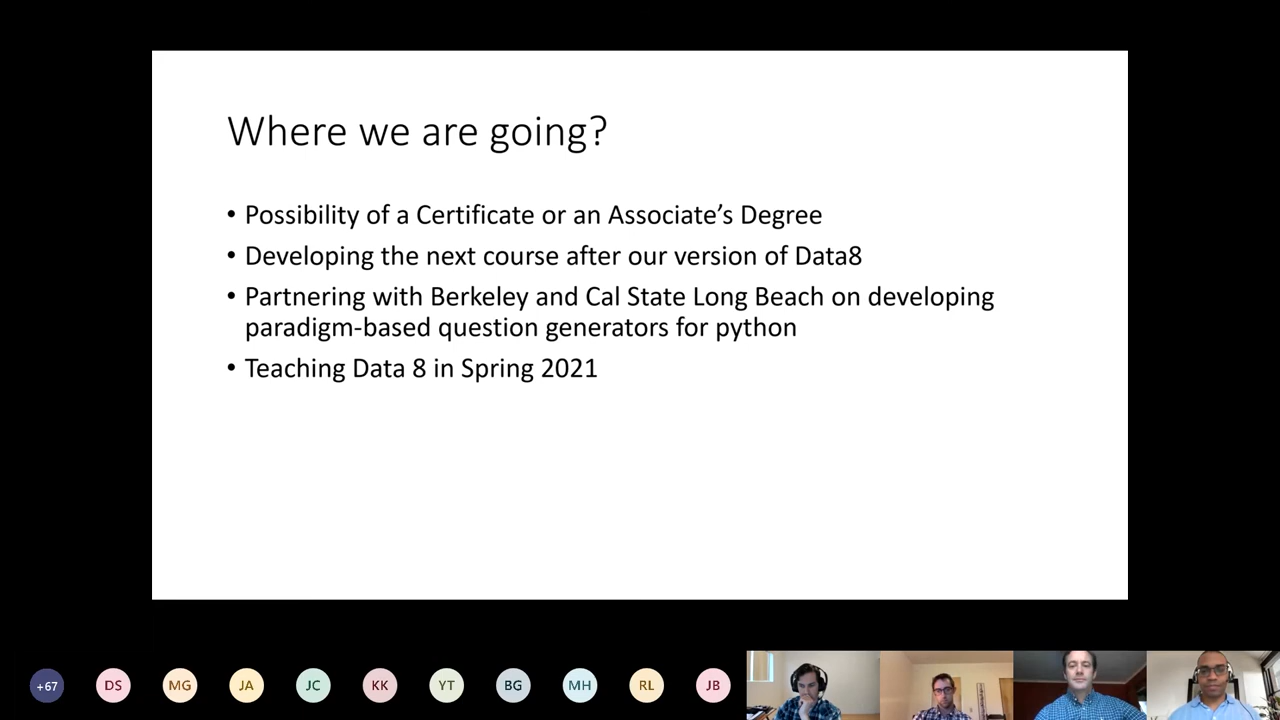 Where we are going?
• Possibility of a Certificate or an Associate’s Degree
• Developing the next course after our version of Data8
• Partnering with Berkeley and Cal State Long Beach on developing
paradigm-based question generators for python
• Teaching Data 8 in Spring 2021
+67 DS MG JA JC KK YT BG MH RL JB